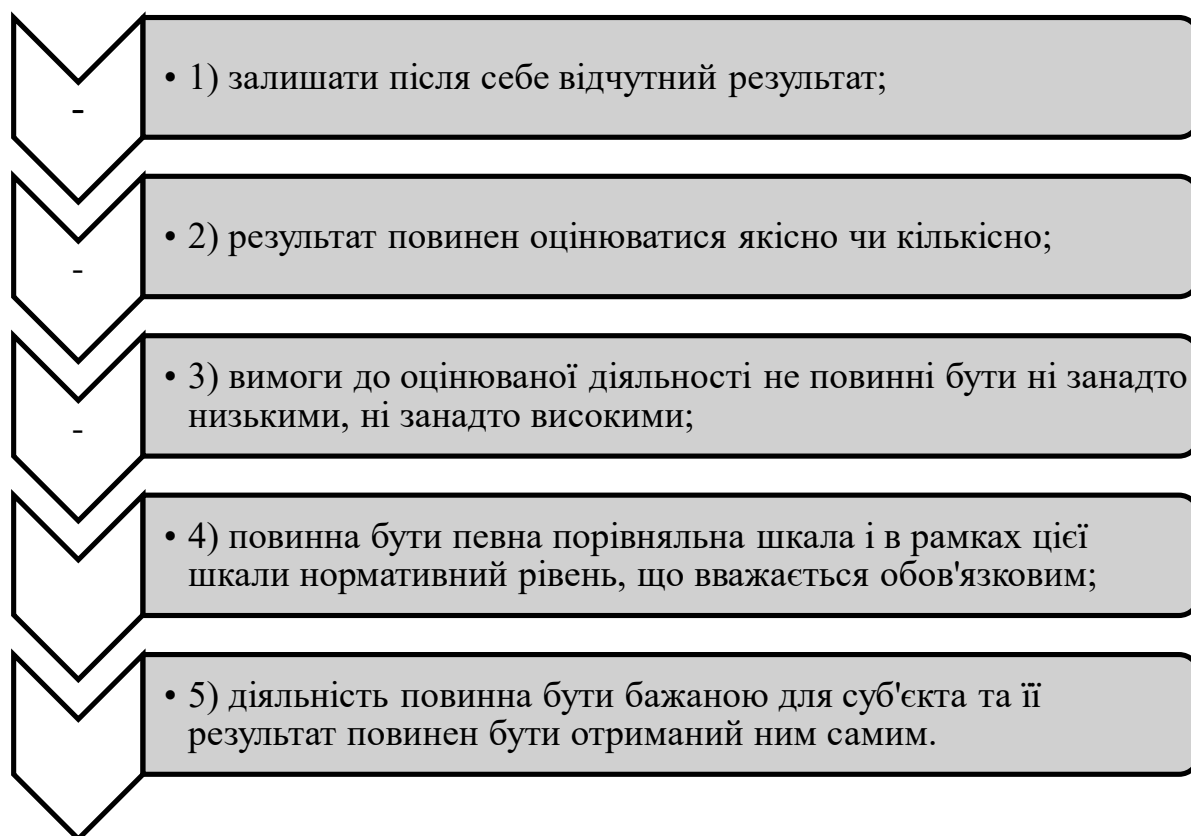 -
• 1) залишати після себе відчутний результат;
-
• 2) результат повинен оцінюватися якісно чи кількісно;
-
• 3) вимоги до оцінюваної діяльності не повинні бути ні занадто
низькими, ні занадто високими;
• 4) повинна бути певна порівняльна шкала і в рамках цієї
шкали нормативний рівень, що вважається обов'язковим;
• 5) діяльність повинна бути бажаною для суб'єкта та її
результат повинен бути отриманий ним самим.